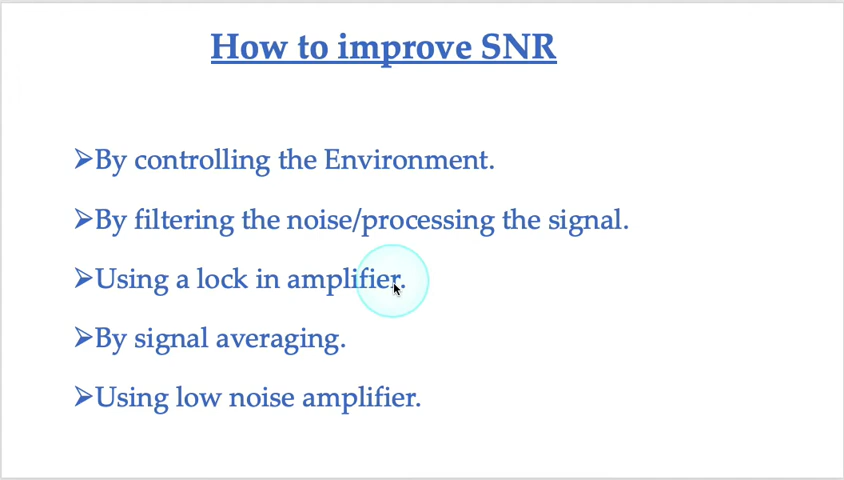 How to improve SNR
➢By controlling the Environment.
➢By filtering the noise/processing the signal.
➢Using a lock in amplifier.
➢By signal averaging.
➢Using low noise amplifier.